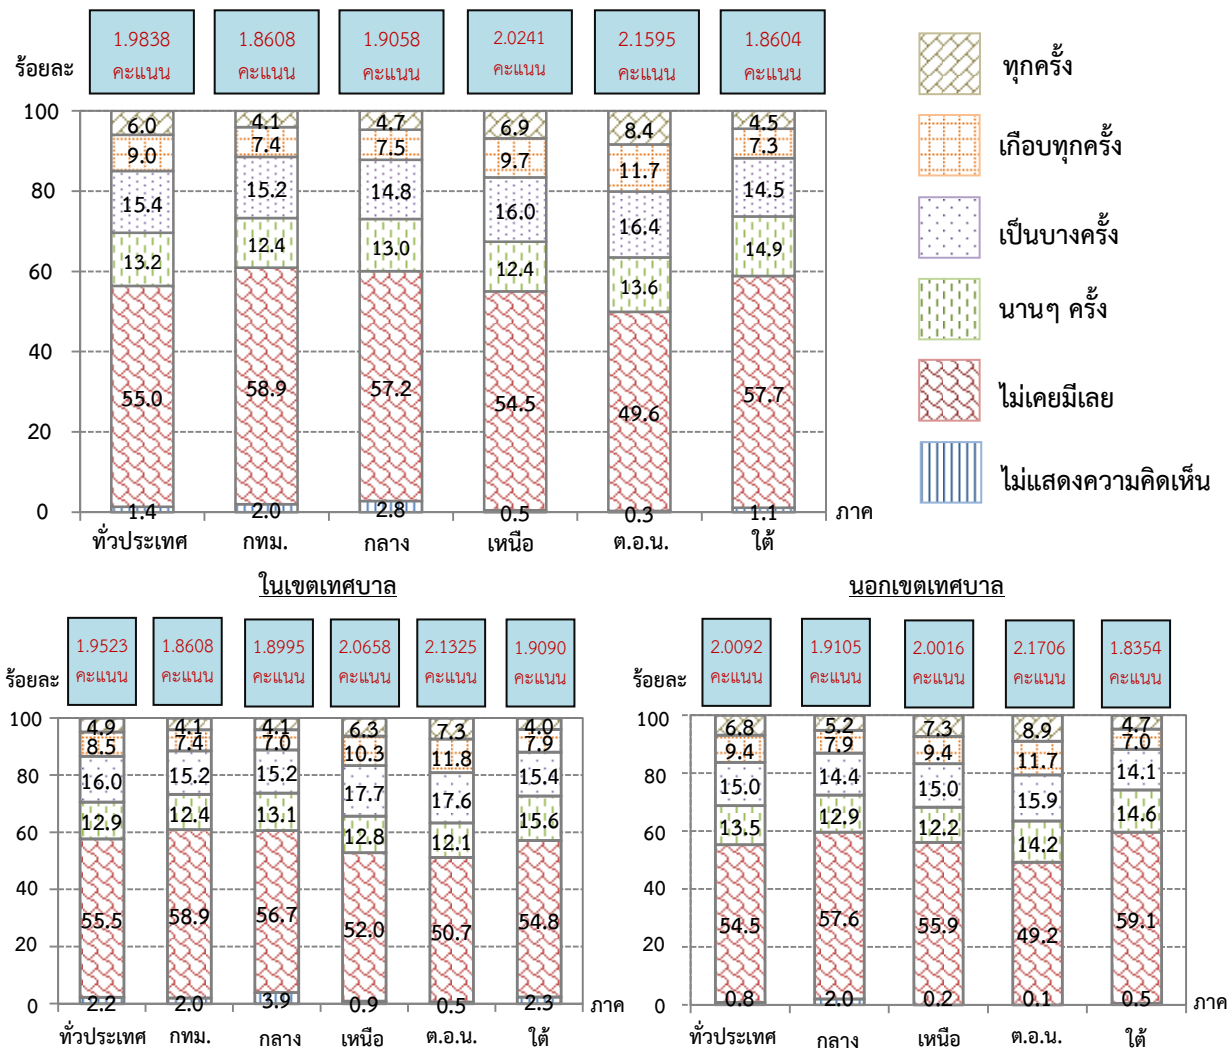 1.9838 1.8608 1.9058 2.0241 2.1595 1.8604
คะแนน คะแนน คะแนน คะแนน คะแนน คะแนน
ร้อยละ
ทุกครั้ง
เกือบทุกครั้ง
เป็นบางครั้ง
นานๆ ครั้ง
ไม่เคยมีเลย
ไม่แสดงความคิดเห็น
100
80
60
40
20
0
6.0 4.1 4.7 6.9 8.4 4.5
9.0 7.4 7.5 9.7 11.7 7.3
15.4 15.2 14.8 16.0 16.4 14.5
13.2 12.4 13.0 12.4 13.6 14.9
55.0 58.9 57.2 54.5 49.6 57.7
1.4 2.0 2.8 0.5 0.3 1.1
ภาค
ทั่วประเทศ กทม. กลาง เหนือ ต.อ.น. ใต้
ในเขตเทศบาล
1.9523 1.8608 1.8995 2.0658 2.1325 1.9090
คะแนน คะแนน คะแนน คะแนน คะแนน คะแนน
ร้อยละ
100
80
60
40
20
0
4.9 4.1 4.1 6.3 7.3 4.0
8.5 7.4 7.0 10.3 11.8 7.9
16.0 15.2 15.2 17.7 17.6 15.4
12.9 12.4 13.1 12.8 12.1 15.6
55.5 58.9 56.7 52.0 50.7 54.8
2.2 2.0 3.9 0.9 0.5 2.3
ภาค
ทั่วประเทศ กทม. กลาง เหนือ ต.อ.น. ใต้
นอกเขตเทศบาล
2.0092 1.9105 2.0016 2.1706 1.8354
คะแนน คะแนน คะแนน คะแนน คะแนน
ร้อยละ
100
80
60
40
20
0
6.8 5.2 7.3 8.9 4.7
9.4 7.9 9.4 11.7 7.0
15.0 14.4 15.0 15.9 14.1
13.5 12.9 12.2 14.2 14.6
54.5 57.6 55.9 49.2 59.1
0.8 2.0 0.2 0.1 0.5
ภาค
ทั่วประเทศ กลาง เหนือ ต.อ.น. ใต้